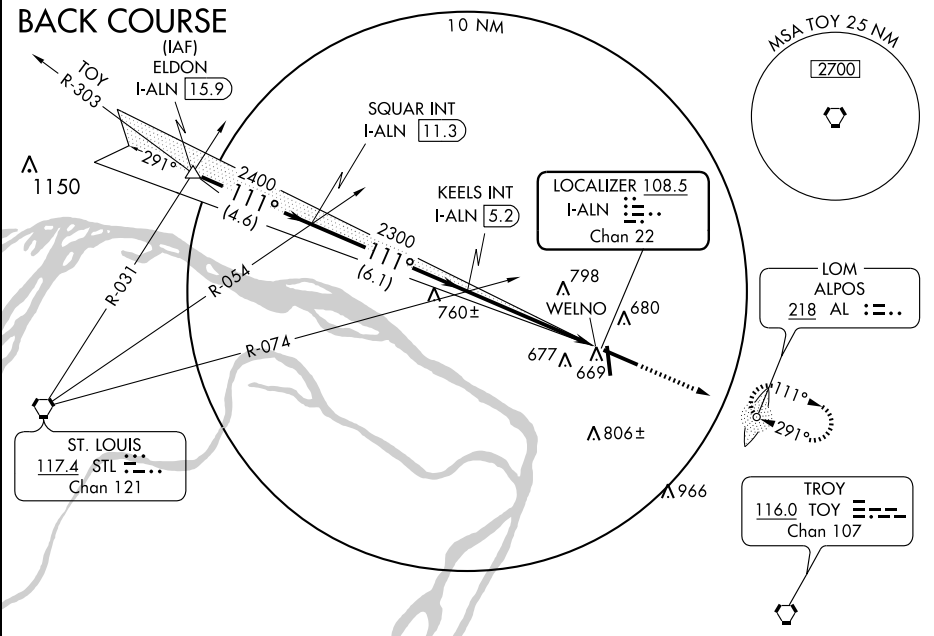 BACK COURSE
(IAF)
ELDON
I-ALN 15.9
TOY
R-303
10 NM
MSA TOY 25 NM
2700
SQUAR INT
I-ALN 11.3
291°
1150
2400
111°
(4.6)
KEELS INT
I-ALN 5.2
LOCALIZER 108.5
I-ALN
Chan 22
2300
111°
(6.1)
R-031
R-054
R-074
760±
798
WELNO
680
677
669
806±
966
LOM
ALPOS
218 AL
111°
291°
ST. LOUIS
117.4 STL
Chan 121
TROY
116.0 TOY
Chan 107